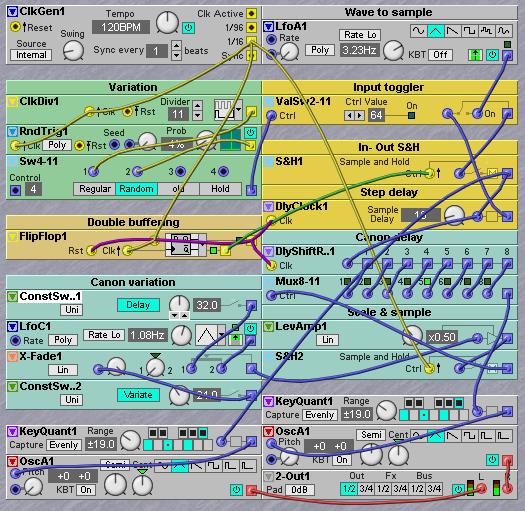 ClkGen1
Reset
Source
Internal
Swing
Tempo
120BPM
Sync every 1 beats
Clk Active
1/96
1/16
Sync
Wave to sample
LfoA1
Rate
Poly
Rate Lo
3.23Hz
KBT Off
Variation
ClkDiv1
Clk
Rst
Divider
11
RndTrig1
Clk Poly
Rst
Seed
Prob
4%
Sw4-11
Control
4
1 2 3 4
Regular Random old Hold
Input toggler
ValSw2-11
Ctrl
Ctrl Value
64
On
In- Out S&H
S&H1
Sample and Hold
Ctrl
Step delay
DlyClock1
Clk
Sample
Delay
Double buffering
FlipFlop1
Rst
Clk
Canon delay
DlyShiftR..1
Clk
1 2 3 4 5 6 7 8
Mux8-11
Ctrl
1 2 3 4 5 6 7 8
Canon variation
ConstSw..1
Uni
Delay
32.0
LfoC1
Rate
Poly
Rate Lo
1.08Hz
X-Fade1
1 2
ConstSw..2
Uni
Variate
24.0
Scale & sample
LevAmp1
Lin
x0.50
S&H2
Sample and Hold
Ctrl
KeyQuant1
Capture Evenly
Range
±19.0
KeyQuant1
Capture Evenly
Range
±19.0
OscA1
Pitch
+0 +0
Semi
Cent
KBT On
OscA1
Pitch
+0 +0
Semi
Cent
KBT On
2-Out1
Pad 0dB
Out Fx Bus
1/2 3/4 1/2 3/4 1/2 3/4
L R